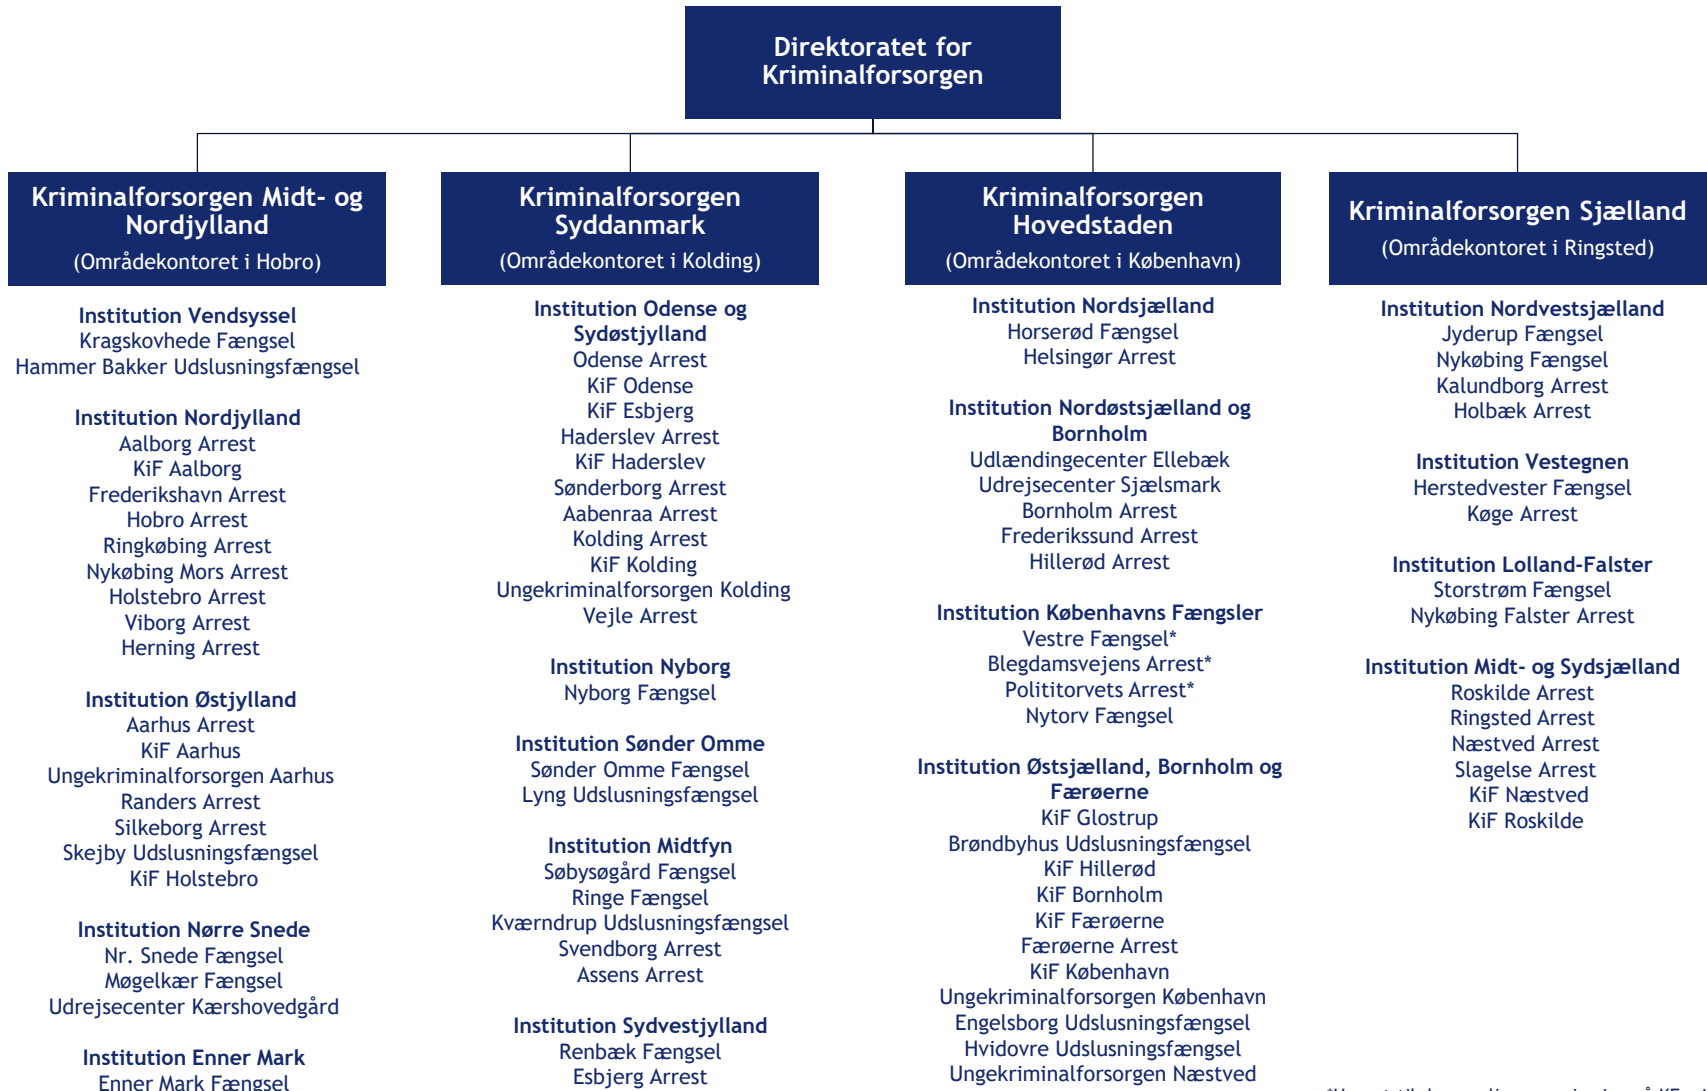 Direktoratet for
Kriminalforsorgen
Kriminalforsorgen Midt- og
Nordjylland
(Områdekontoret i Hobro)
Institution Vendsyssel
Kragskovhede Fængsel
Hammer Bakker Udslusningsfængsel
Institution Nordjylland
Aalborg Arrest
KiF Aalborg
Frederikshavn Arrest
Hobro Arrest
Ringkøbing Arrest
Nykøbing Mors Arrest
Holstebro Arrest
Viborg Arrest
Herning Arrest
Institution Østjylland
Aarhus Arrest
KiF Aarhus
Ungekriminalforsorgen Aarhus
Randers Arrest
Silkeborg Arrest
Skejby Udslusningsfængsel
KiF Holstebro
Institution Nørre Snede
Nr. Snede Fængsel
Møgelkær Fængsel
Udrejsecenter Kærshovedgård
Institution Enner Mark
Enner Mark Fængsel
Kriminalforsorgen
Syddanmark
(Områdekontoret i Kolding)
Institution Odense og
Sydøstjylland
Odense Arrest
KiF Odense
KiF Esbjerg
Haderslev Arrest
KiF Haderslev
Sønderborg Arrest
Aabenraa Arrest
Kolding Arrest
KiF Kolding
Ungekriminalforsorgen Kolding
Vejle Arrest
Institution Nyborg
Nyborg Fængsel
Institution Sønder Omme
Sønder Omme Fængsel
Lyng Udslusningsfængsel
Institution Midtfyn
Søbysøgård Fængsel
Ringe Fængsel
Kværndrup Udslusningsfængsel
Svendborg Arrest
Assens Arrest
Institution Sydvestjylland
Renbæk Fængsel
Esbjerg Arrest
Kriminalforsorgen
Hovedstaden
(Områdekontoret i København)
Institution Nordsjælland
Horserød Fængsel
Helsingør Arrest
Institution Nordøstsjælland og
Bornholm
Udlændingecenter Ellebæk
Udrejsecenter Sjælsmark
Bornholm Arrest
Frederikssund Arrest
Hillerød Arrest
Institution Københavns Fængsler
Vestre Fængsel*
Blegdamsvejens Arrest*
Polititorvets Arrest*
Nytorv Fængsel
Institution Østsjælland, Bornholm og
Færøerne
KiF Glostrup
Brøndbyhus Udslusningsfængsel
KiF Hillerød
KiF Bornholm
KiF Færøerne
Færøerne Arrest
KiF København
Ungekriminalforsorgen København
Engelsborg Udslusningsfængsel
Hvidovre Udslusningsfængsel
Ungekriminalforsorgen Næstved
Kriminalforsorgen Sjælland
(Områdekontoret i Ringsted)
Institution Nordvestsjælland
Jyderup Fængsel
Nykøbing Fængsel
Kalundborg Arrest
Holbæk Arrest
Institution Vestegnen
Herstedvester Fængsel
Køge Arrest
Institution Lolland-Falster
Storstrøm Fængsel
Nykøbing Falster Arrest
Institution Midt- og Sydsjælland
Roskilde Arrest
Ringsted Arrest
Næstved Arrest
Slagelse Arrest
KiF Næstved
KiF Roskilde